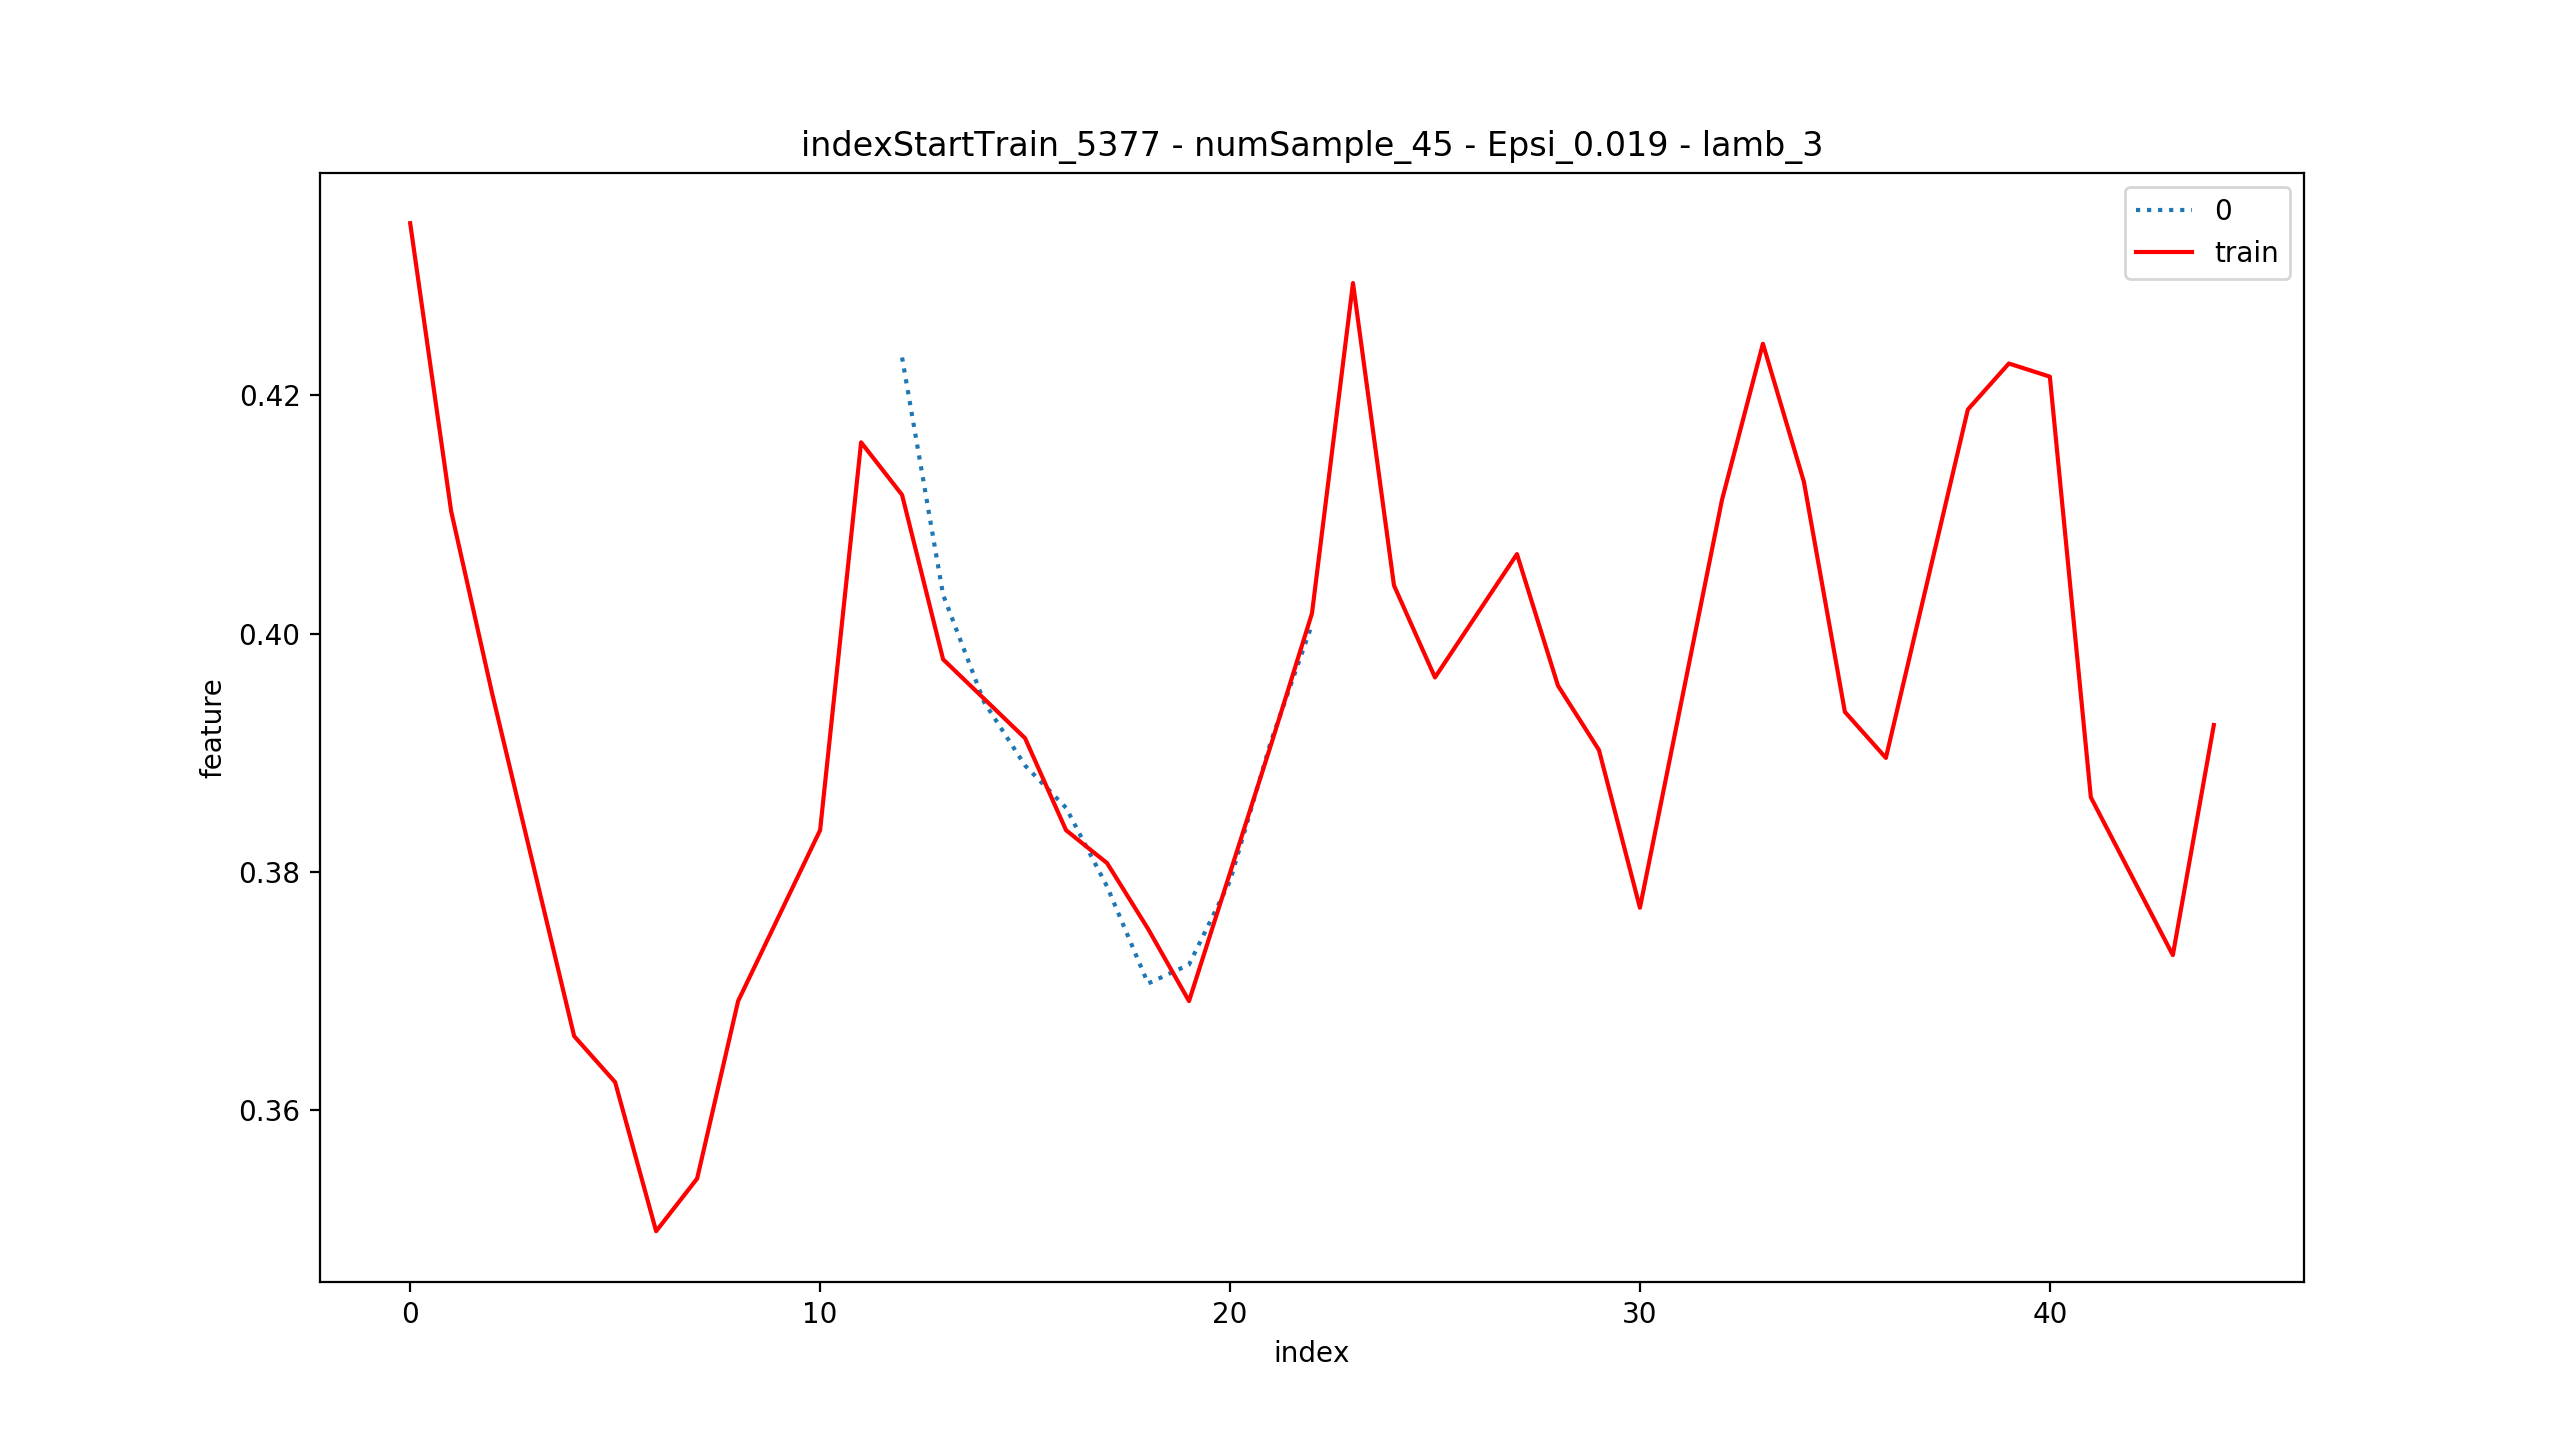 indexStartTrain_5377 - numSample_45 - Epsi_0.019 - lamb_3
0
train
0.42
0.40
0.38
0.36
feature
0 10 20 30 40
index